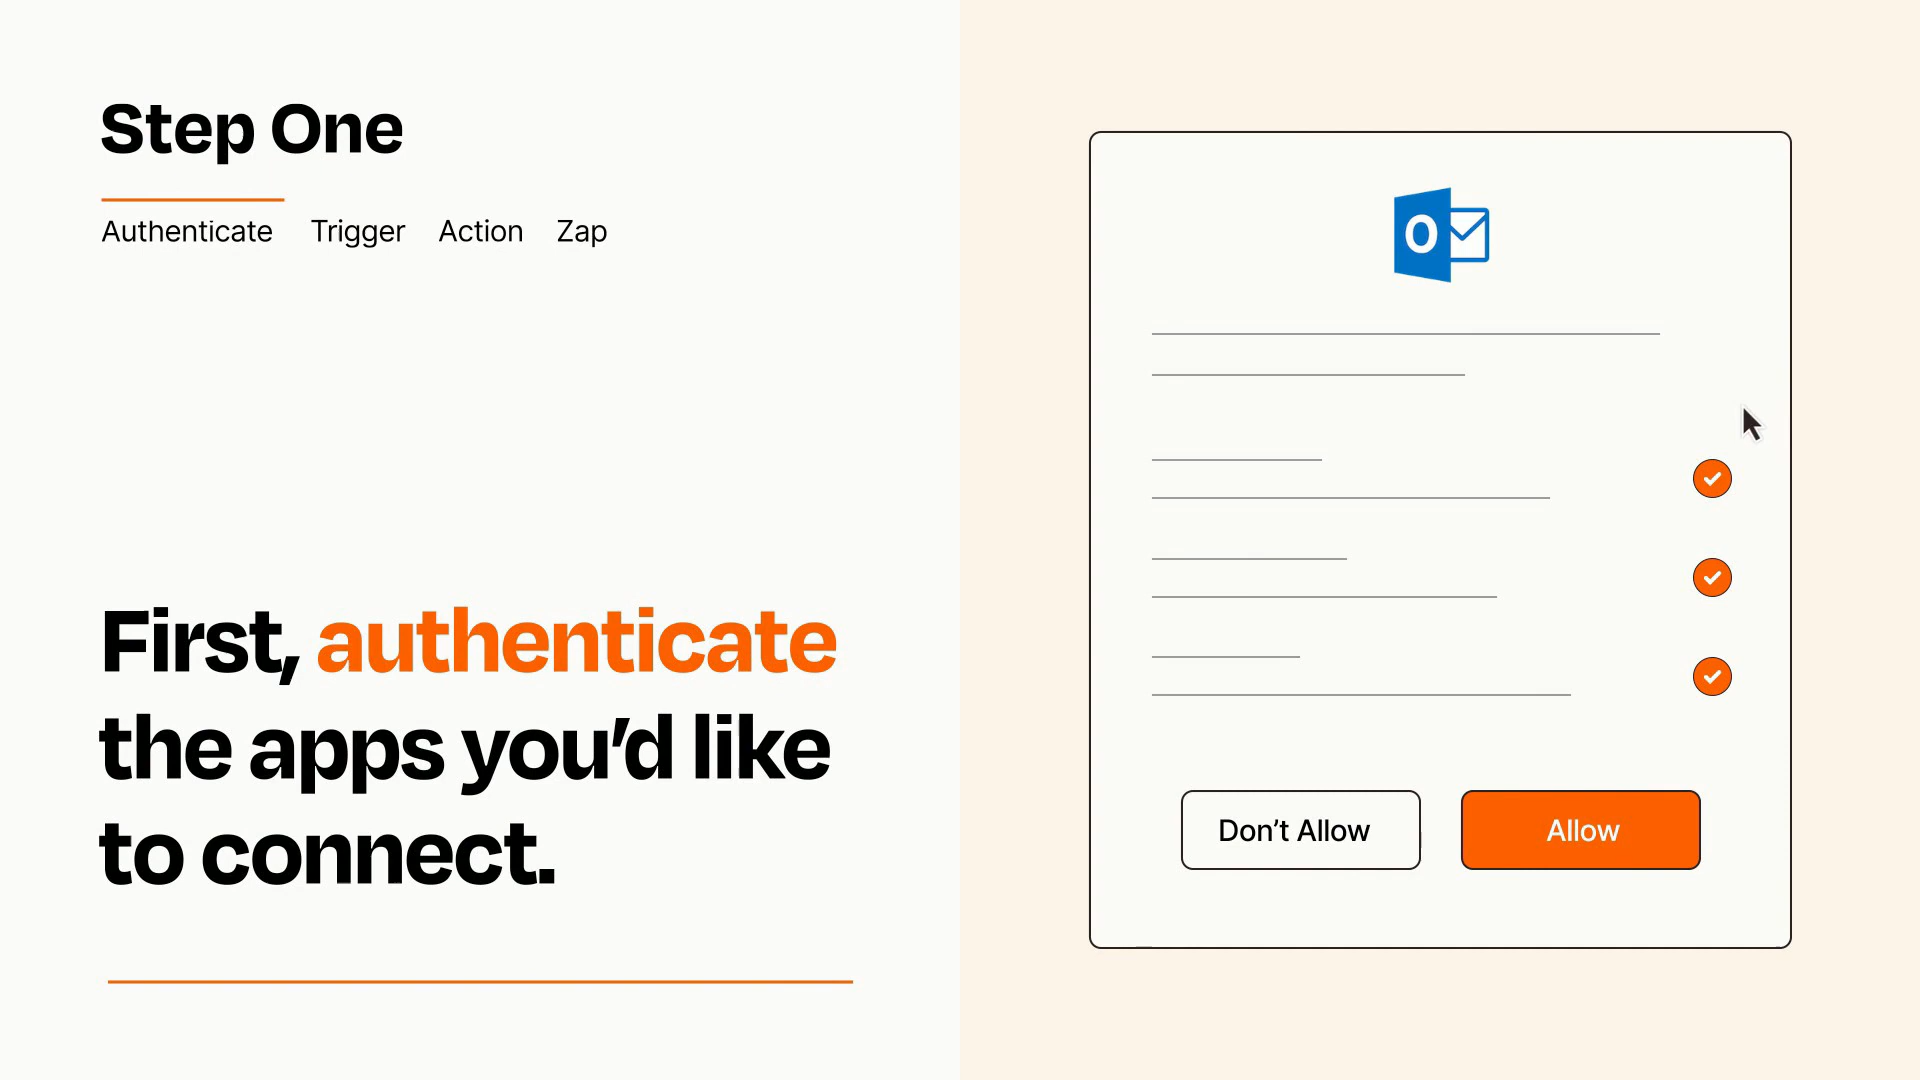 Step One
Authenticate Trigger Action Zap
First, authenticate
the apps you’d like
to connect.
O
Don’t Allow Allow